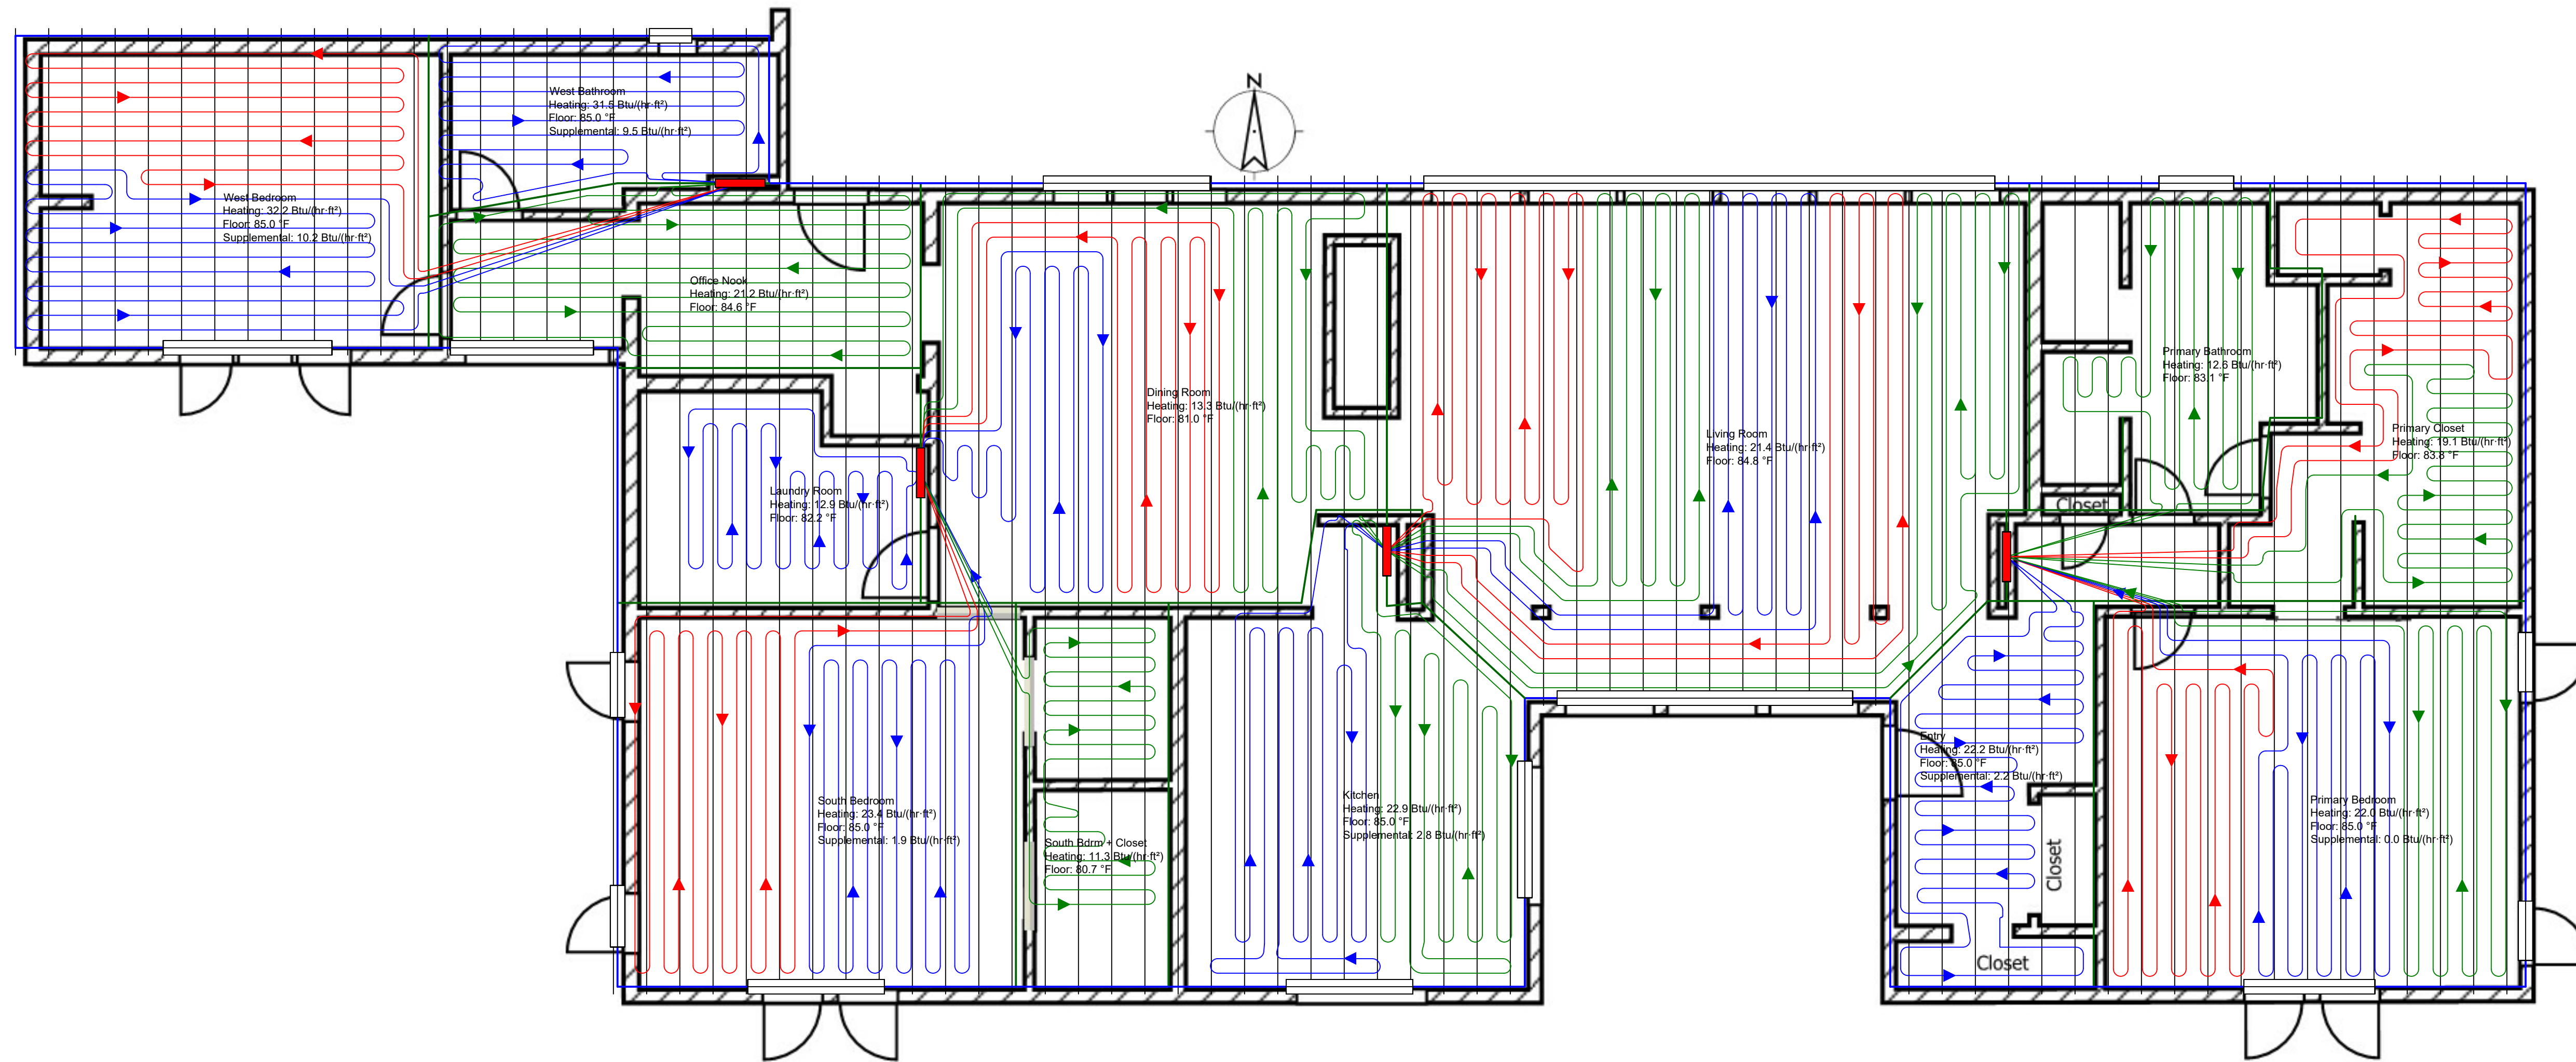 N
West Bathroom
Heating: 31.5 Btu/(hr·ft²)
Floor: 85.0 °F
Supplemental: 9.5 Btu/(hr·ft²)
West Bedroom
Heating: 32.2 Btu/(hr·ft²)
Floor: 85.0 °F
Supplemental: 10.2 Btu/(hr·ft²)
Office Nook
Heating: 21.2 Btu/(hr·ft²)
Floor: 84.6 °F
Dining Room
Heating: 13.3 Btu/(hr·ft²)
Floor: 81.0 °F
Living Room
Heating: 21.4 Btu/(hr·ft²)
Floor: 84.8 °F
Primary Bathroom
Heating: 12.6 Btu/(hr·ft²)
Floor: 83.1 °F
Primary Closet
Heating: 19.1 Btu/(hr·ft²)
Floor: 83.8 °F
Laundry Room
Heating: 12.9 Btu/(hr·ft²)
Floor: 82.2 °F
Closet
South Bedroom
Heating: 23.4 Btu/(hr·ft²)
Floor: 85.0 °F
Supplemental: 1.9 Btu/(hr·ft²)
South Bdrm + Closet
Heating: 11.3 Btu/(hr·ft²)
Floor: 80.7 °F
Kitchen
Heating: 22.9 Btu/(hr·ft²)
Floor: 85.0 °F
Supplemental: 2.8 Btu/(hr·ft²)
Entry
Heating: 22.2 Btu/(hr·ft²)
Floor: 85.0 °F
Supplemental: 2.2 Btu/(hr·ft²)
Closet
Closet
Primary Bedroom
Heating: 22.0 Btu/(hr·ft²)
Floor: 85.0 °F
Supplemental: 0.0 Btu/(hr·ft²)